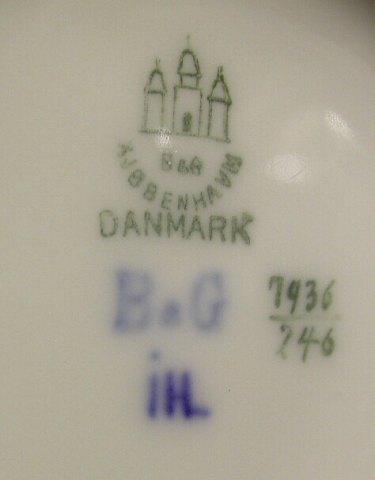 B&G
KJØBENHAVN
DANMARK
B&G
7936
246
iH